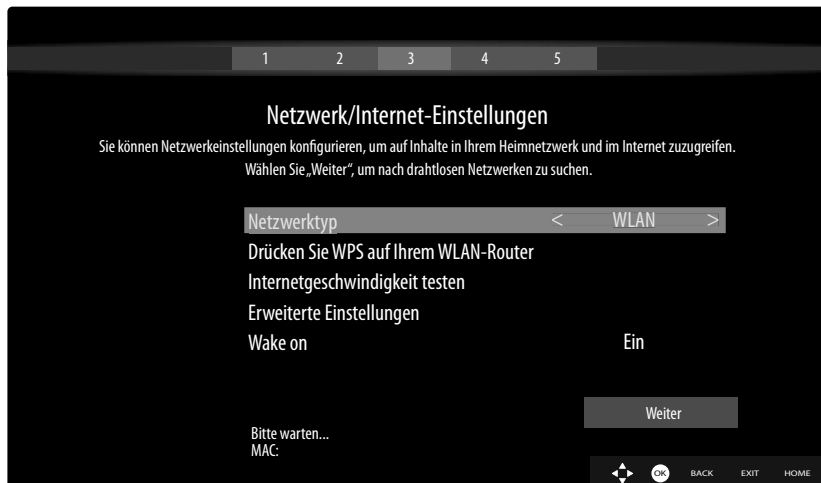 1 2 3 4 5
Netzwerk/Internet-Einstellungen
Sie können Netzwerkeinstellungen konfigurieren, um auf Inhalte in Ihrem Heimnetzwerk und im Internet zuzugreifen.
Wählen Sie „Weiter“, um nach drahtlosen Netzwerken zu suchen.
Netzwerktyp < WLAN >
Drücken Sie WPS auf Ihrem WLAN-Router
Internetgeschwindigkeit testen
Erweiterte Einstellungen
Wake on Ein
Weiter
Bitte warten...
MAC:
OK BACK EXIT HOME